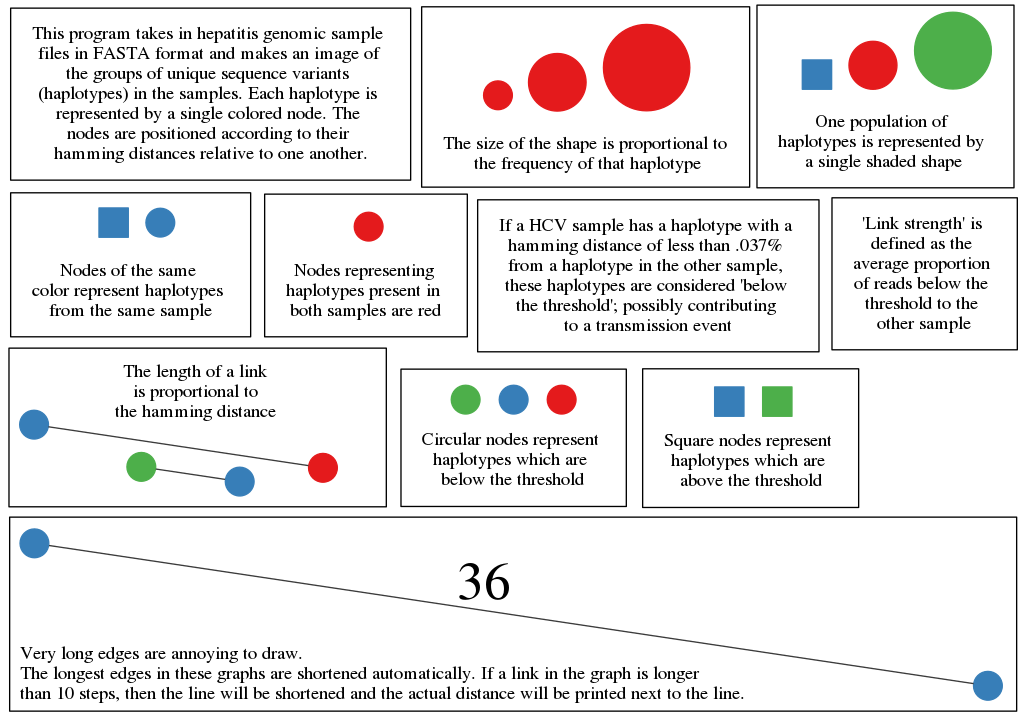 This program takes in hepatitis genomic sample
files in FASTA format and makes an image of
the groups of unique sequence variants
(haplotypes) in the samples. Each haplotype is
represented by a single colored node. The
nodes are positioned according to their
hamming distances relative to one another.
The size of the shape is proportional to
the frequency of that haplotype
One population of
haplotypes is represented by
a single shaded shape
Nodes of the same
color represent haplotypes
from the same sample
Nodes representing
haplotypes present in
both samples are red
If a HCV sample has a haplotype with a
hamming distance of less than .037%
from a haplotype in the other sample,
these haplotypes are considered 'below
the threshold'; possibly contributing
to a transmission event
'Link strength' is
defined as the
average proportion
of reads below the
threshold to the
other sample
The length of a link
is proportional to
the hamming distance
Circular nodes represent
haplotypes which are
below the threshold
Square nodes represent
haplotypes which are
above the threshold
36
Very long edges are annoying to draw.
The longest edges in these graphs are shortened automatically. If a link in the graph is longer
than 10 steps, then the line will be shortened and the actual distance will be printed next to the line.